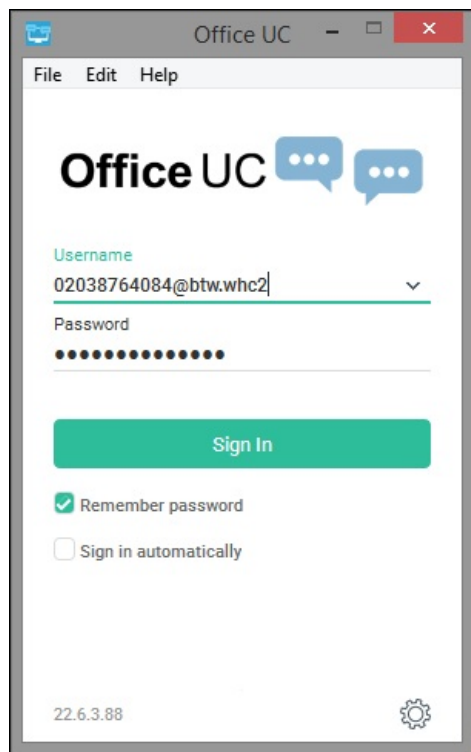 Office UC
File Edit Help
Office UC
Username
02038764084@btw.whc2
Password
••••••••••••••
Sign In
Remember password
Sign in automatically
22.6.3.88